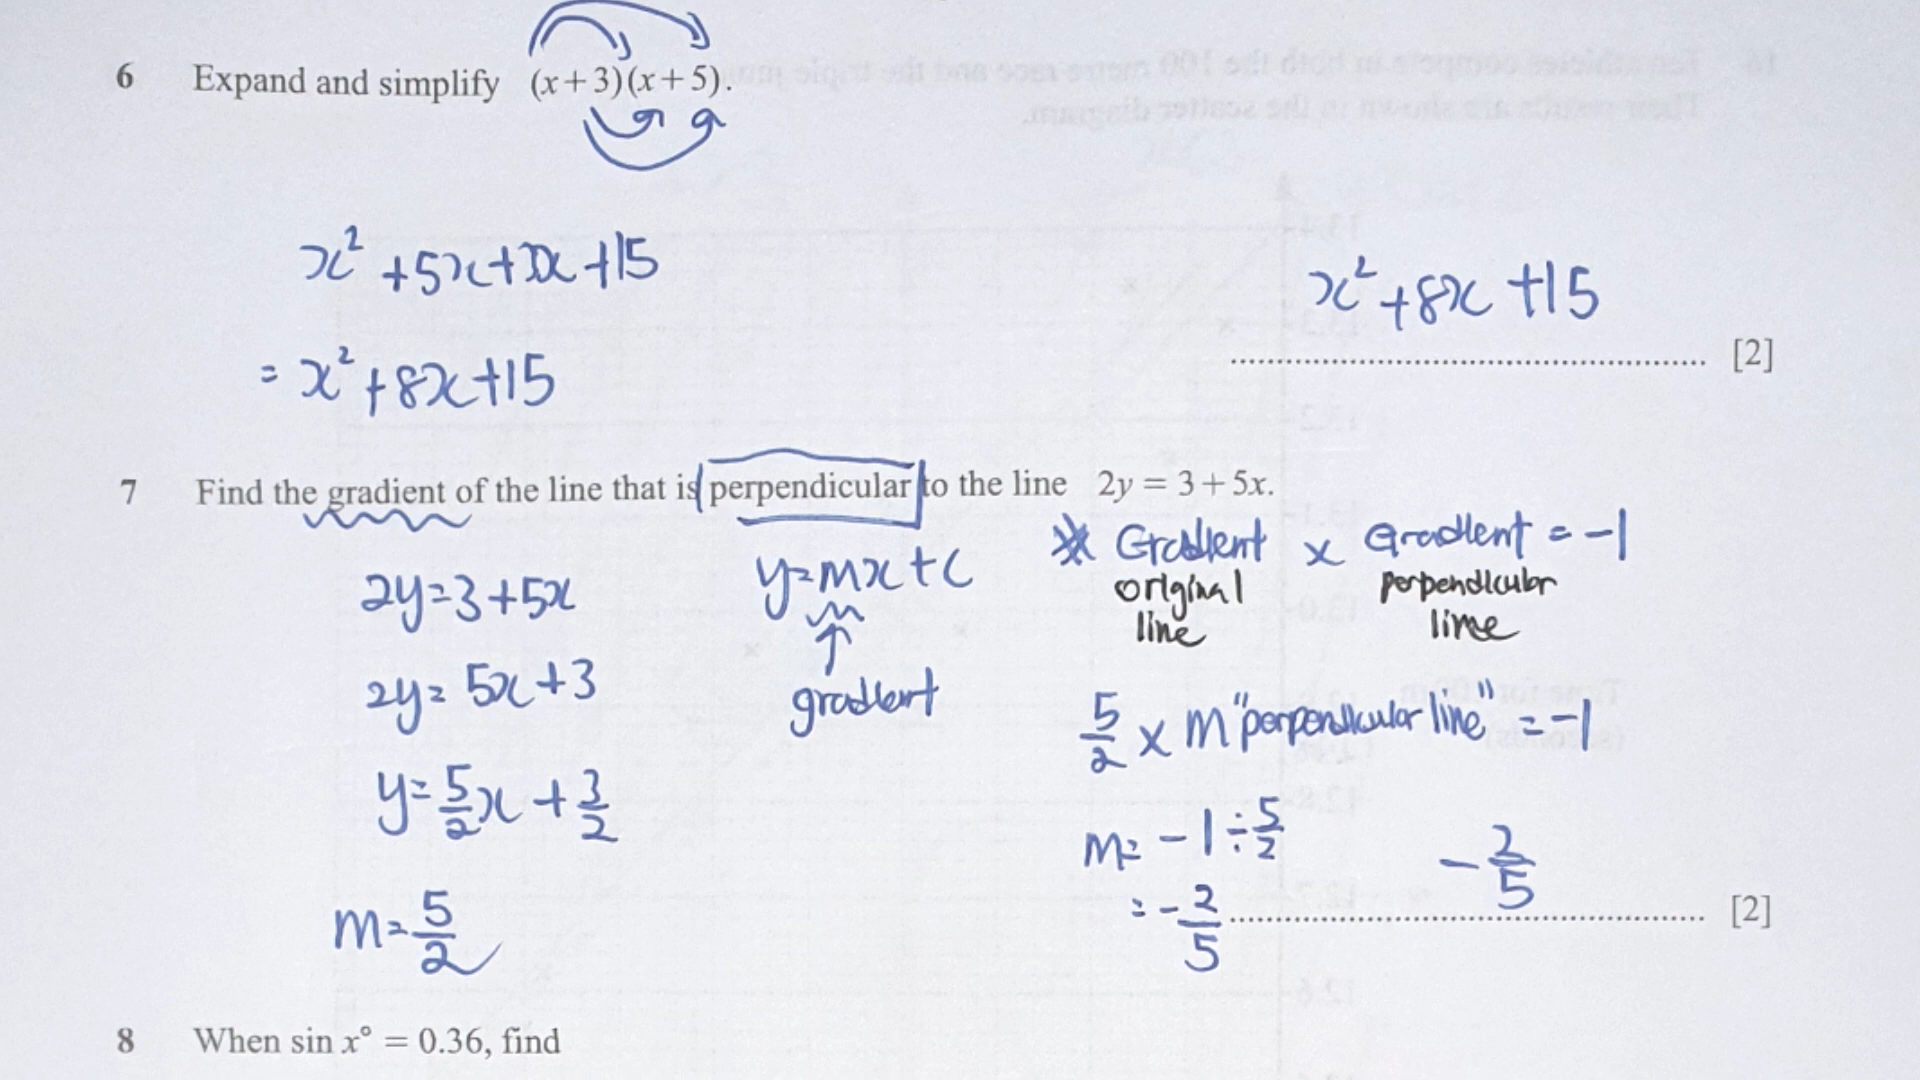 6 Expand and simplify (x+3)(x+5).
x² +5x+3x+15
= x²+8x+15
x²+8x+15
[2]
7 Find the gradient of the line that is perpendicular to the line 2y = 3+5x.
2y=3+5x
2y= 5x+3
y= 5/2 x + 3/2
m= 5/2
y=mx+c
gradient
* Gradient × Gradient = -1
original perpendicular
line line
5/2 × m "perpendicular line" = -1
m= -1 ÷ 5/2
= -2/5
-2/5
[2]
8 When sin x° = 0.36, find